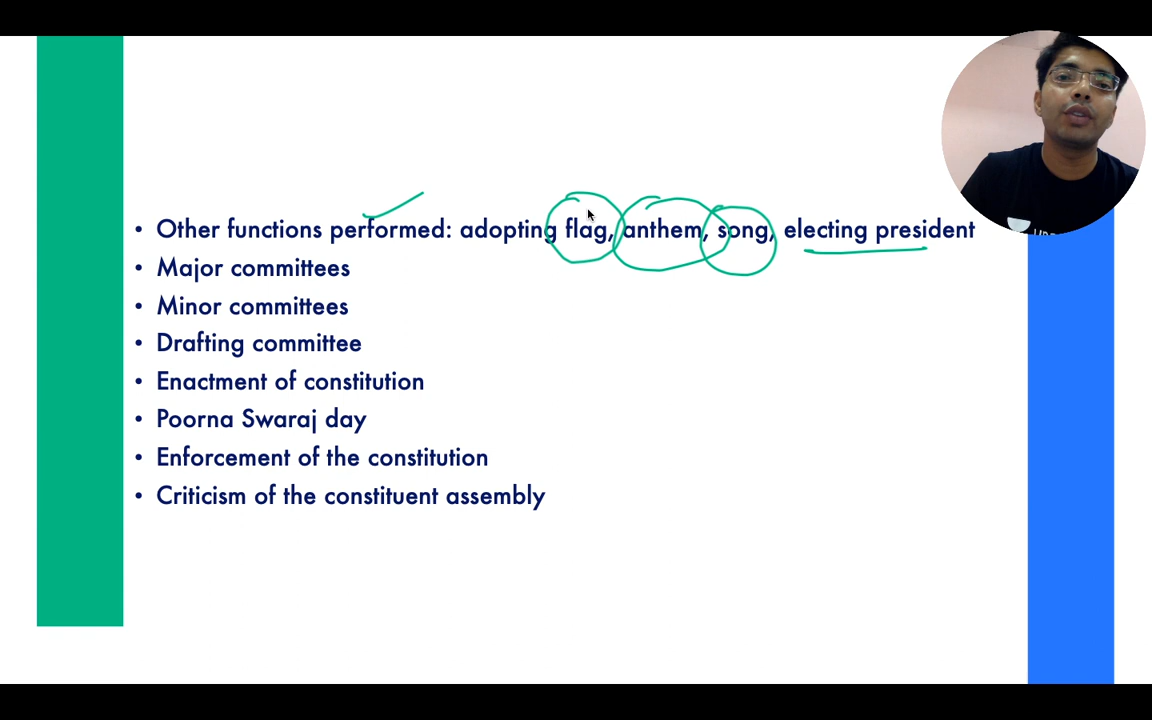 • Other functions performed: adopting flag, anthem, song, electing president
• Major committees
• Minor committees
• Drafting committee
• Enactment of constitution
• Poorna Swaraj day
• Enforcement of the constitution
• Criticism of the constituent assembly